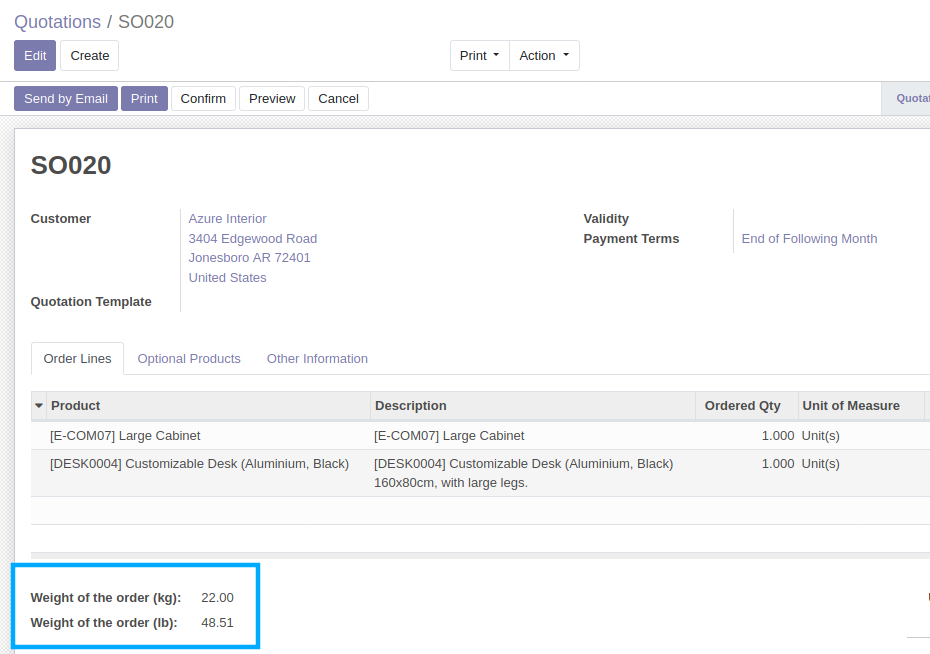 Quotations / SO020
Edit Create Print Action
Send by Email Print Confirm Preview Cancel
SO020
Customer Azure Interior
3404 Edgewood Road
Jonesboro AR 72401
United States
Validity
Payment Terms End of Following Month
Quotation Template
Order Lines Optional Products Other Information
Product Description Ordered Qty Unit of Measure
[E-COM07] Large Cabinet [E-COM07] Large Cabinet 1.000 Unit(s)
[DESK0004] Customizable Desk (Aluminium, Black) [DESK0004] Customizable Desk (Aluminium, Black) 1.000 Unit(s)
160x80cm, with large legs.
Weight of the order (kg): 22.00
Weight of the order (lb): 48.51